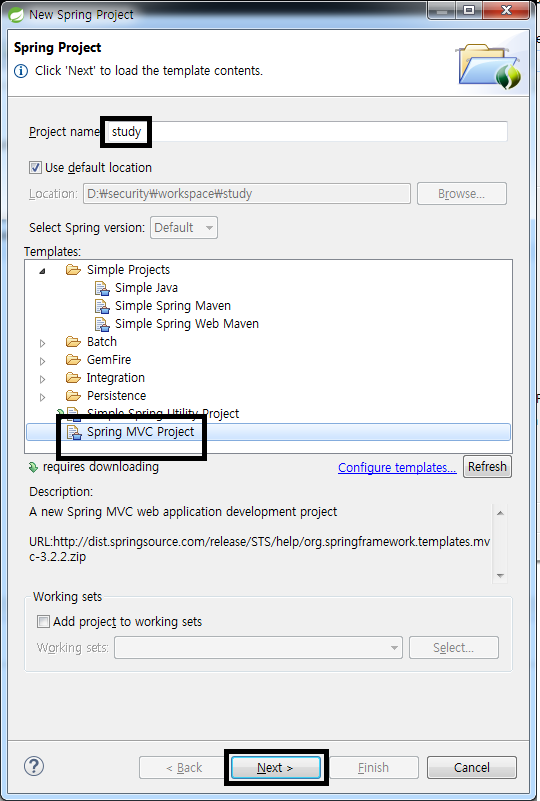 New Spring Project
Spring Project
Click 'Next' to load the template contents.
Project name study
Use default location
Location: D:₩security₩workspace₩study Browse...
Select Spring version: Default
Templates:
Simple Projects
Simple Java
Simple Spring Maven
Simple Spring Web Maven
Batch
GemFire
Integration
Persistence
Simple Spring Utility Project
Spring MVC Project
requires downloading Configure templates... Refresh
Description:
A new Spring MVC web application development project
URL:http://dist.springsource.com/release/STS/help/org.springframework.templates.mv
c-3.2.2.zip
Working sets
Add project to working sets
Working sets: Select...
< Back Next > Finish Cancel